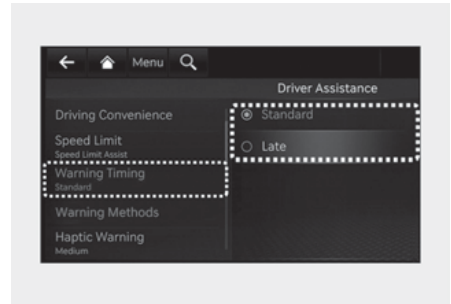 Menu
Driver Assistance
Driving Convenience
Speed Limit
Speed Limit Assist
Warning Timing
Standard
Warning Methods
Haptic Warning
Medium
Standard
Late